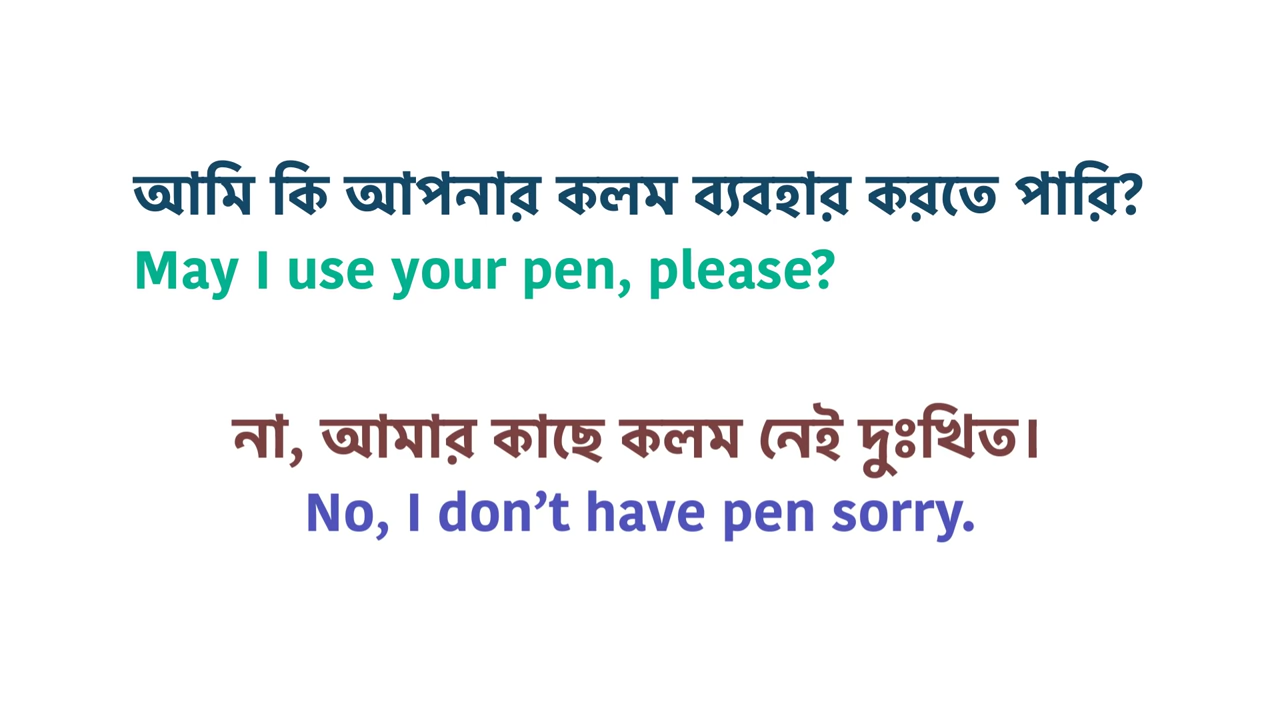 আমি কি আপনার কলম ব্যবহার করতে পারি?
May I use your pen, please?
না, আমার কাছে কলম নেই দুঃখিত।
No, I don’t have pen sorry.